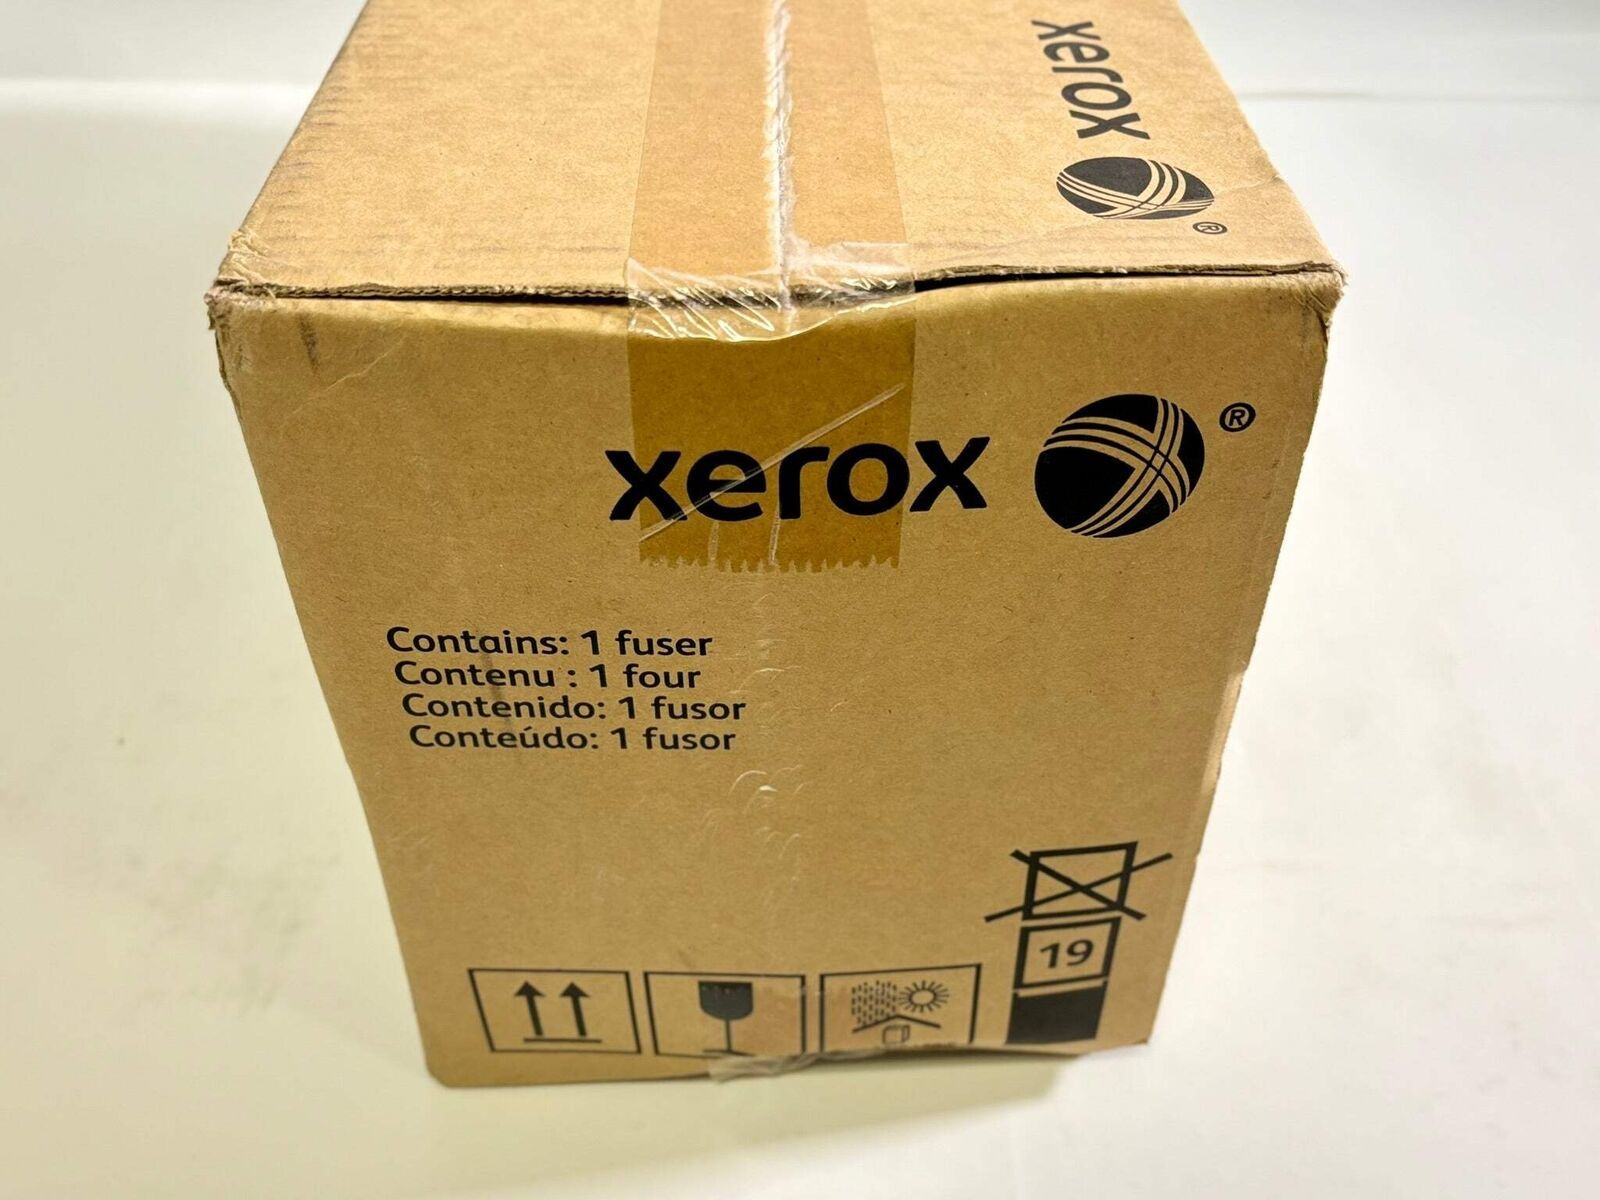 xerox ®
xerox ®
Contains: 1 fuser
Contenu : 1 four
Contenido: 1 fusor
Conteúdo: 1 fusor
19